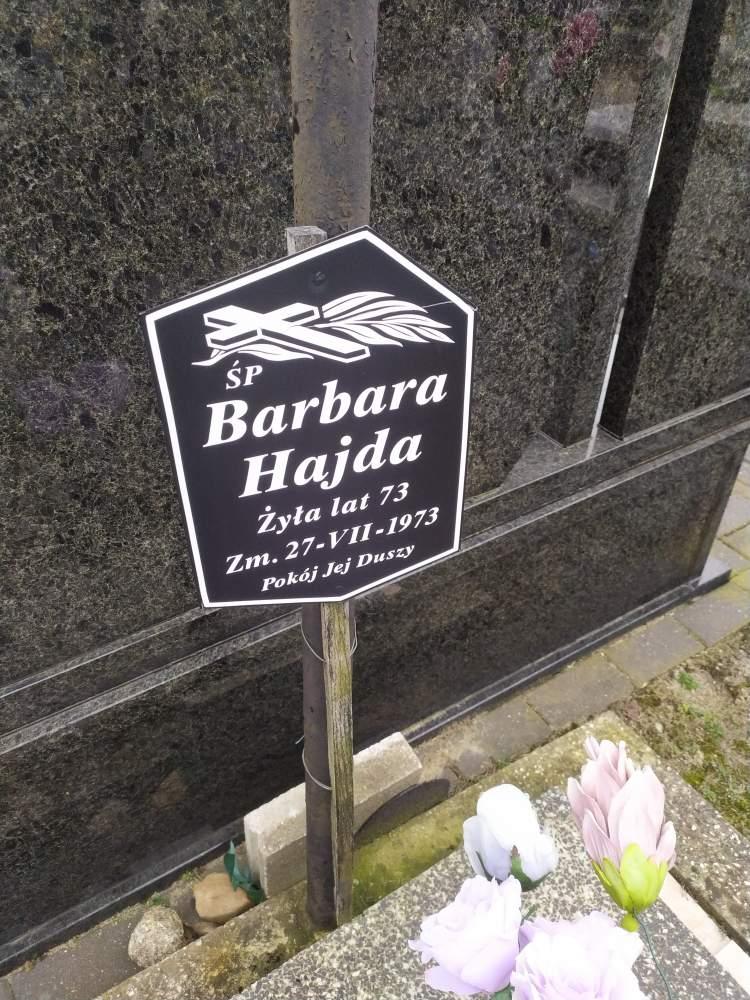 ŚP
Barbara
Hajda
Żyła lat 73
Zm. 27-VII-1973
Pokój Jej Duszy